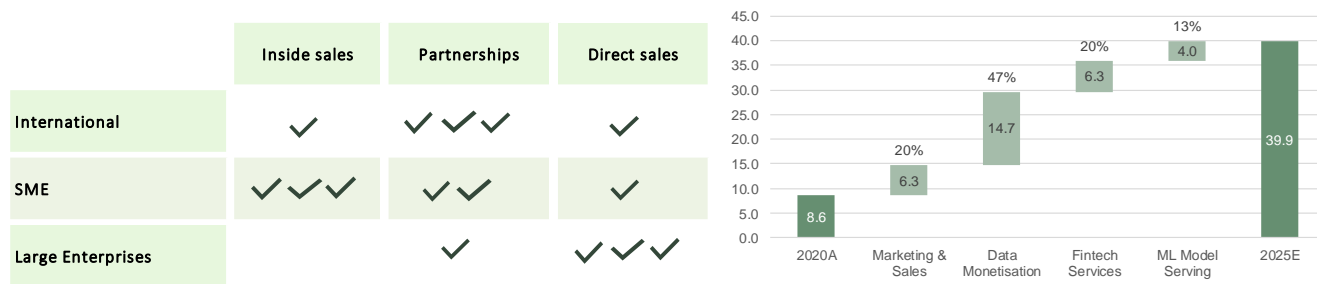 Inside sales
Partnerships
Direct sales
International
SME
Large Enterprises
45.0
40.0
35.0
30.0
25.0
20.0
15.0
10.0
5.0
0.0
8.6
20%
6.3
47%
14.7
20%
6.3
13%
4.0
39.9
2020A
Marketing &
Sales
Data
Monetisation
Fintech
Services
ML Model
Serving
2025E